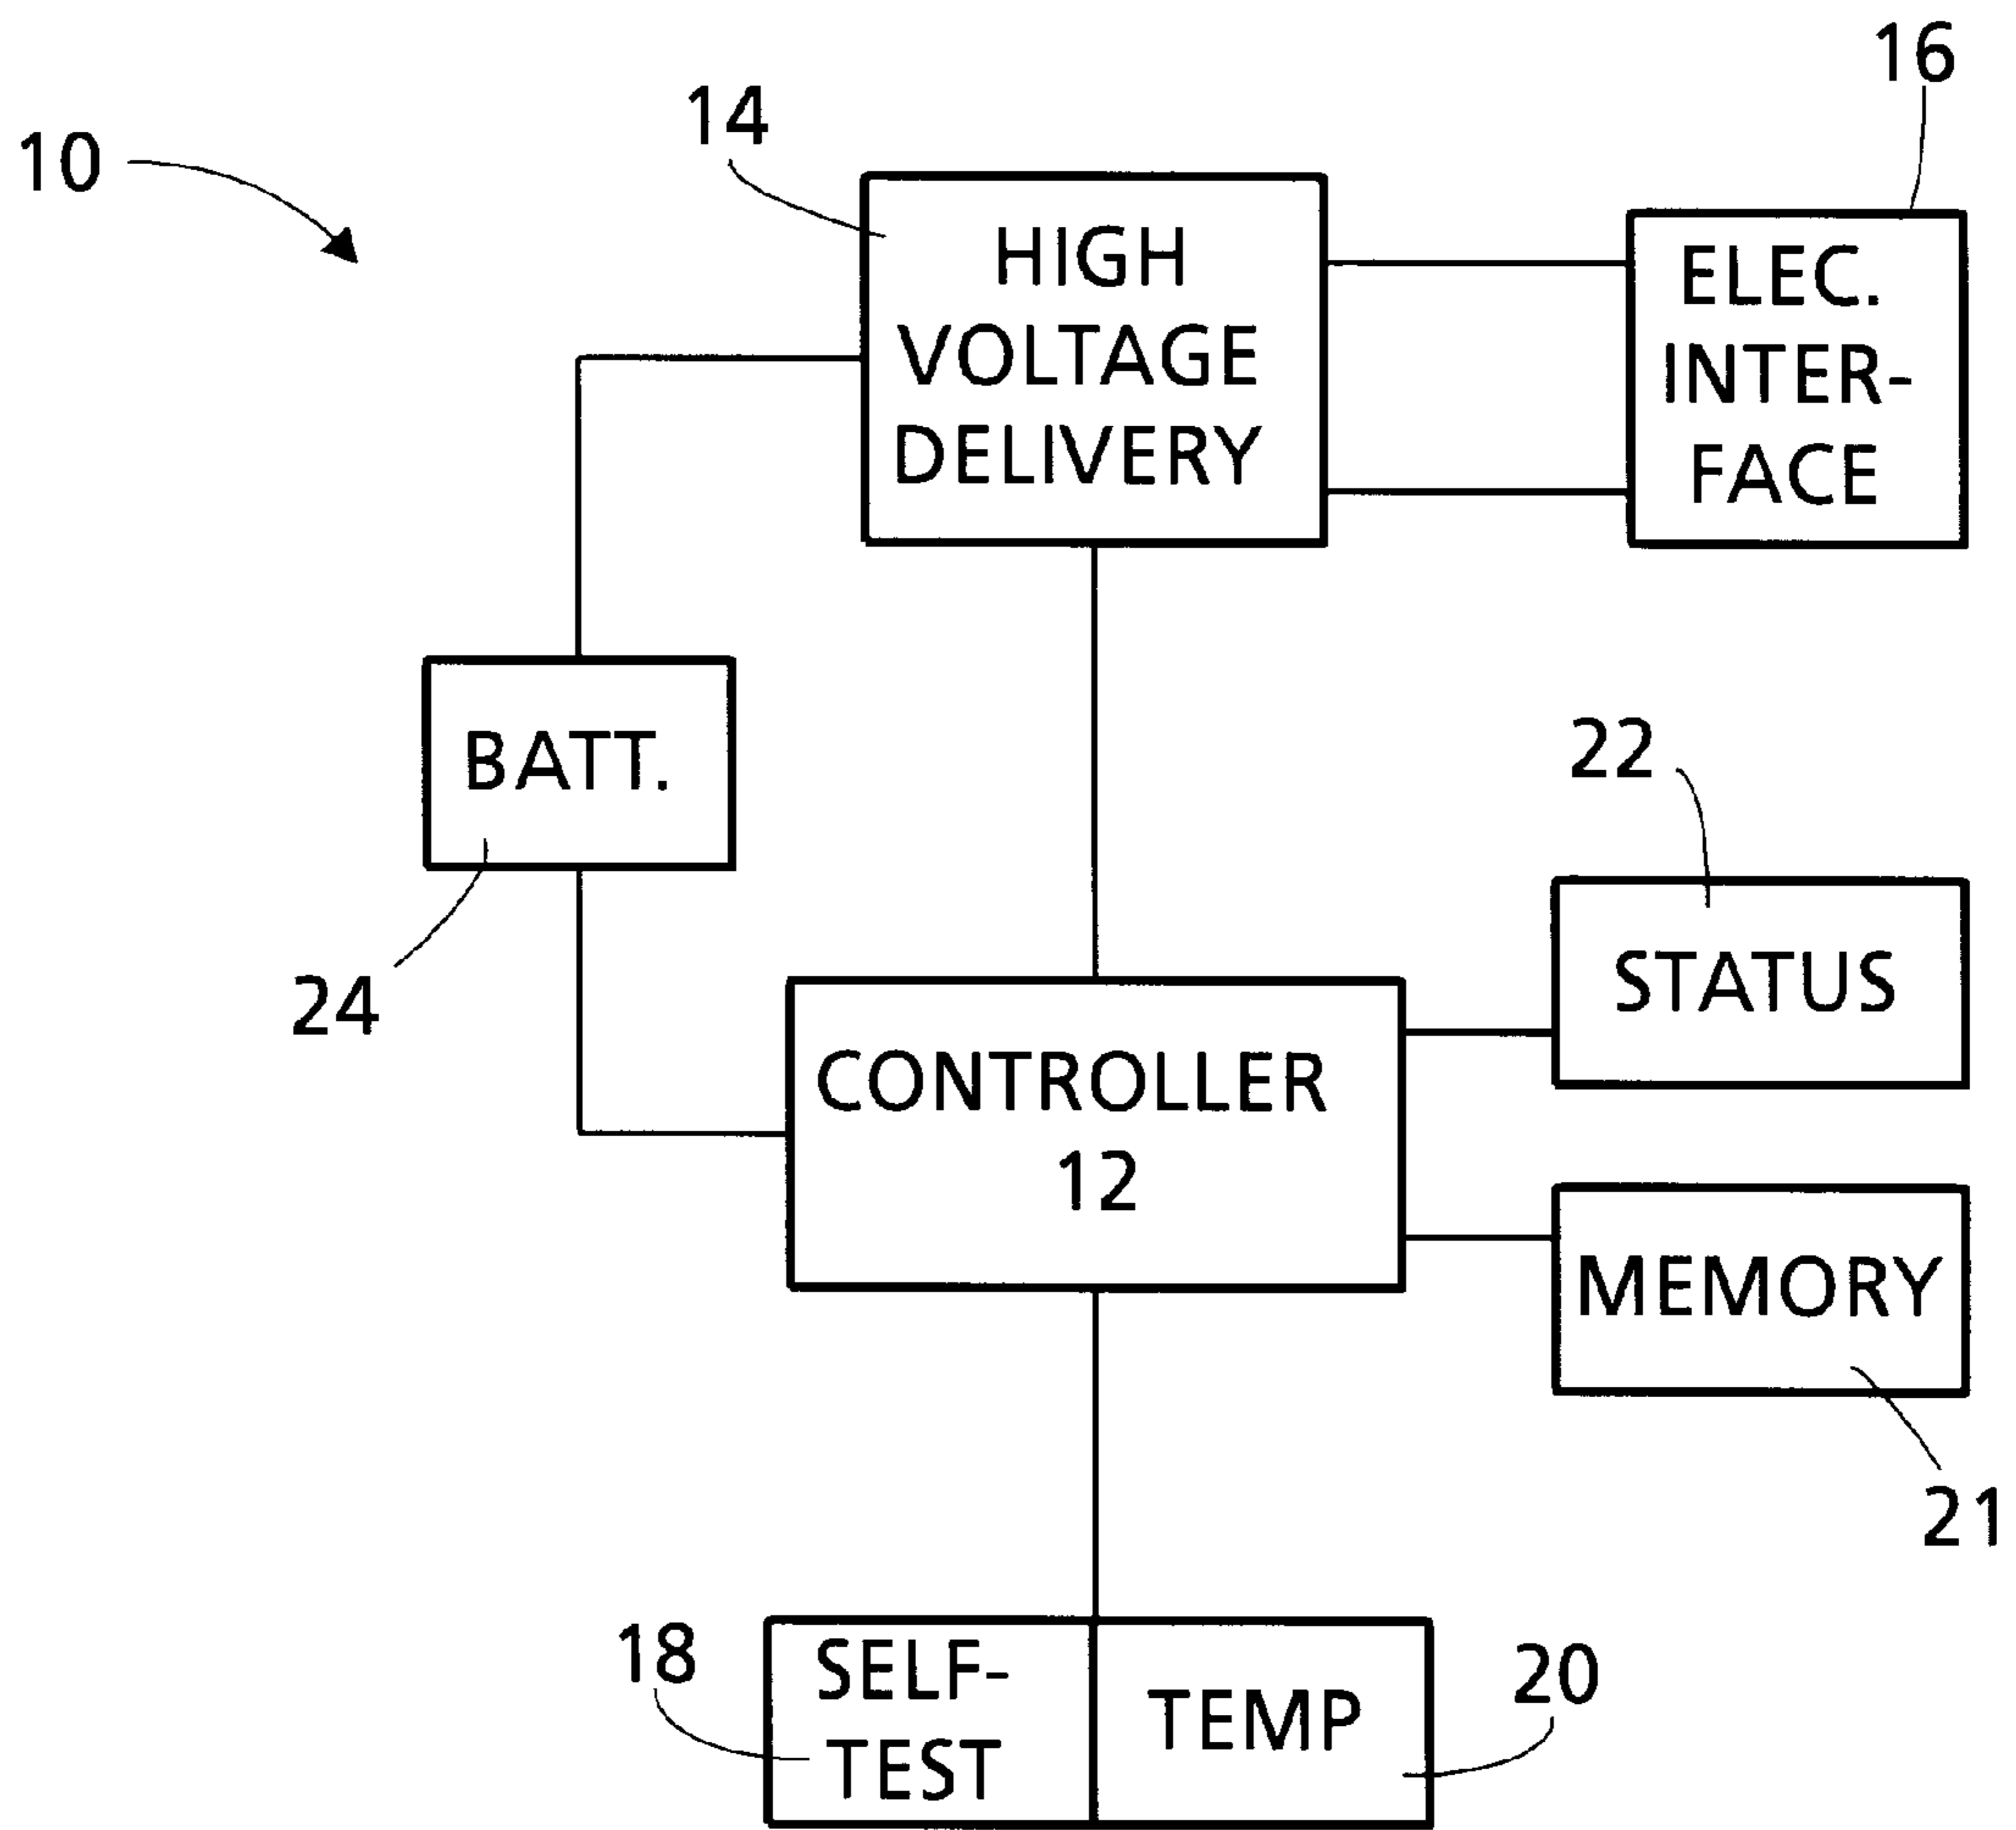 16
14
10
HIGH
VOLTAGE
DELIVERY
ELEC.
INTER-
FACE
BATT.
22
24
STATUS
CONTROLLER
12
MEMORY
21
18
SELF-
TEST
TEMP
20